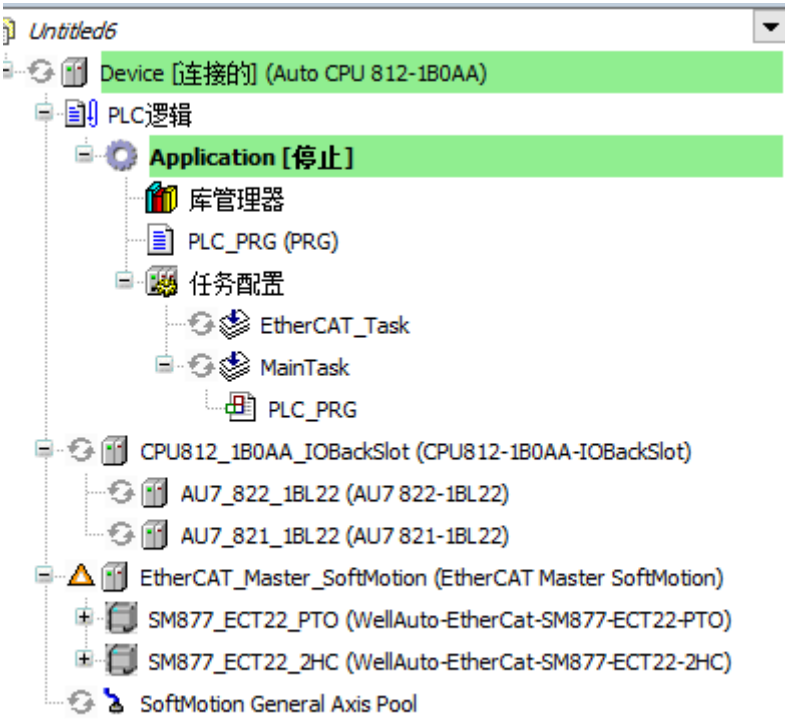 Untitled6
Device [连接的] (Auto CPU 812-1B0AA)
PLC逻辑
Application [停止]
库管理器
PLC_PRG (PRG)
任务配置
EtherCAT_Task
MainTask
PLC_PRG
CPU812_1B0AA_IOBackSlot (CPU812-1B0AA-IOBackSlot)
AU7_822_1BL22 (AU7 822-1BL22)
AU7_821_1BL22 (AU7 821-1BL22)
EtherCAT_Master_SoftMotion (EtherCAT Master SoftMotion)
SM877_ECT22_PTO (WellAuto-EtherCat-SM877-ECT22-PTO)
SM877_ECT22_2HC (WellAuto-EtherCat-SM877-ECT22-2HC)
SoftMotion General Axis Pool